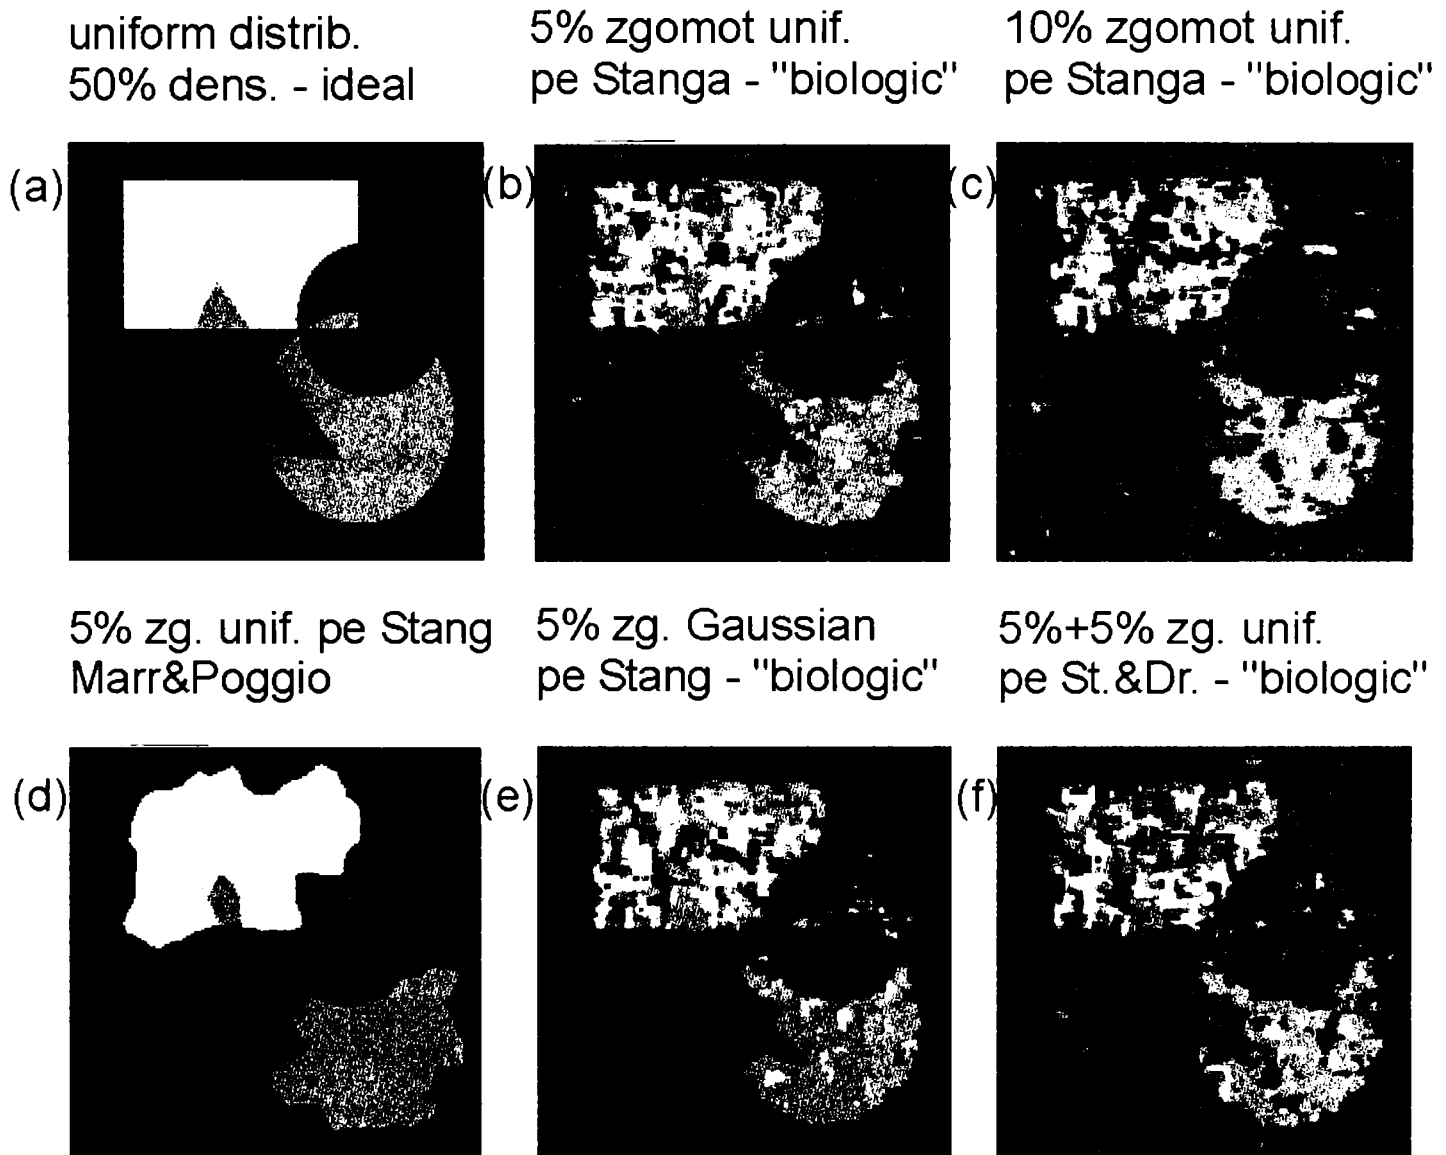 uniform distrib.
50% dens. - ideal
5% zgomot unif.
pe Stanga - "biologic"
10% zgomot unif.
pe Stanga - "biologic"
(a)
(b)
(c)
5% zg. unif. pe Stang
Marr&Poggio
5% zg. Gaussian
pe Stang - "biologic"
5%+5% zg. unif.
pe St.&Dr. - "biologic"
(d)
(e)
(f)